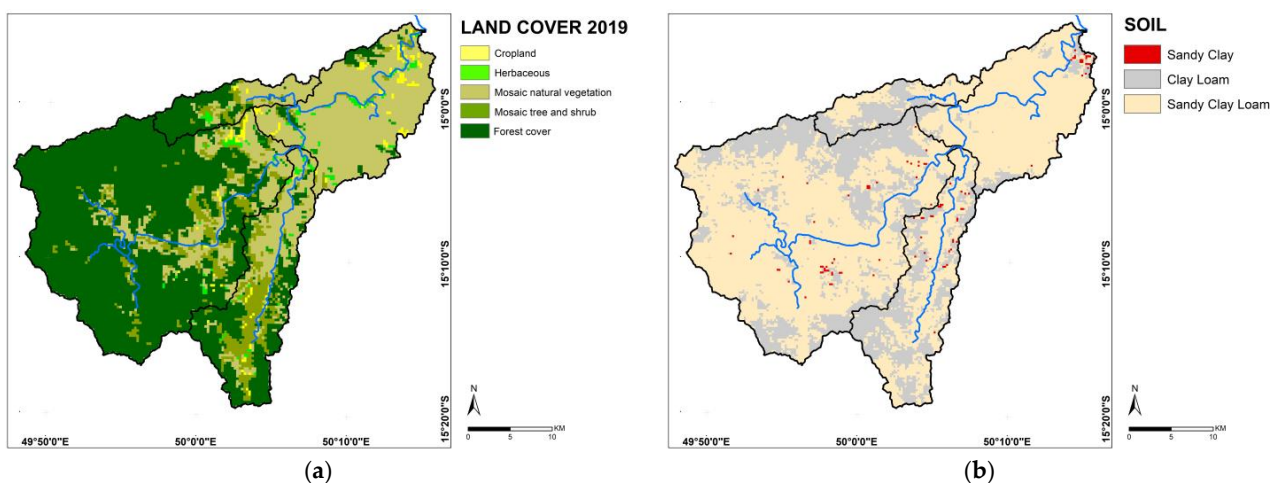 LAND COVER 2019
Cropland
Herbaceous
Mosaic natural vegetation
Mosaic tree and shrub
Forest cover
15°0'0"S
15°10'0"S
15°20'0"S
N
KM
0 5 10
49°50'0"E 50°0'0"E 50°10'0"E
(a)
SOIL
Sandy Clay
Clay Loam
Sandy Clay Loam
15°0'0"S
15°10'0"S
15°20'0"S
N
KM
0 5 10
49°50'0"E 50°0'0"E 50°10'0"E
(b)